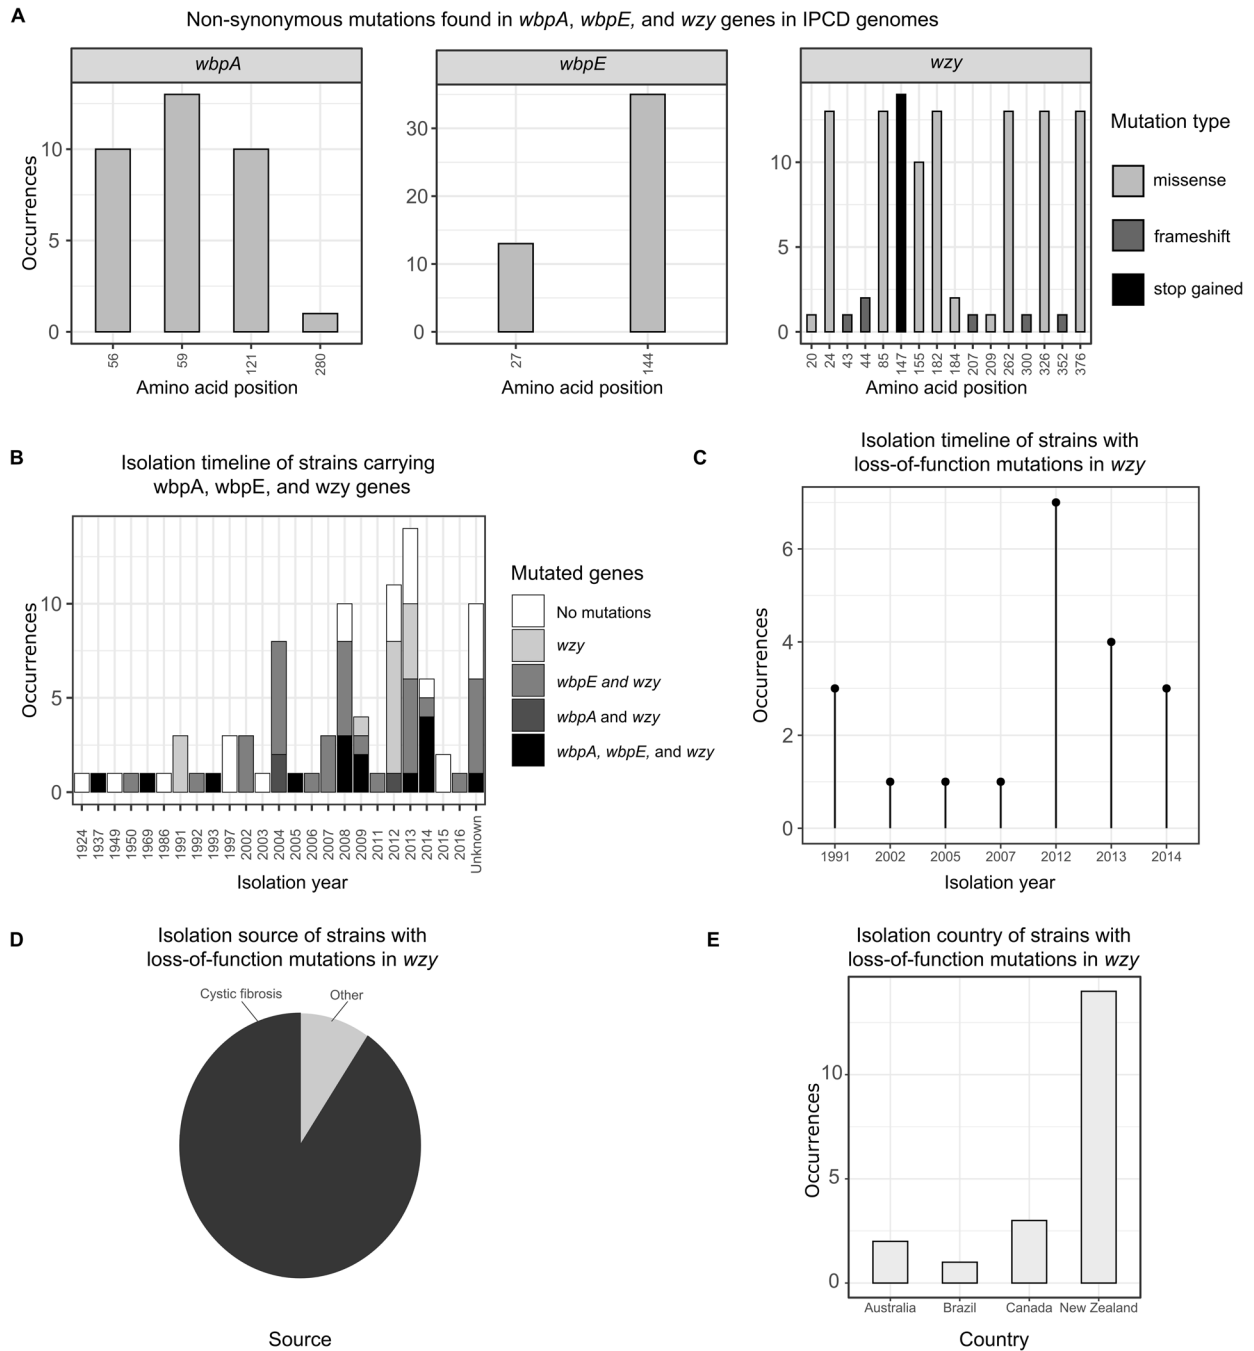 A
Non-synonymous mutations found in wbpA, wbpE, and wzy genes in IPCD genomes
wbpA
Occurrences
10
5
0
56
59
121
280
Amino acid position
wbpE
30
20
10
0
27
144
Amino acid position
wzy
10
5
0
20
24
43
44
85
147
155
182
184
207
209
262
300
326
352
376
Amino acid position
Mutation type
missense
frameshift
stop gained
B
Isolation timeline of strains carrying
wbpA, wbpE, and wzy genes
Occurrences
10
5
0
1924
1937
1949
1950
1969
1986
1991
1992
1993
1997
2002
2003
2004
2005
2006
2007
2008
2009
2011
2012
2013
2014
2015
2016
Unknown
Isolation year
Mutated genes
No mutations
wzy
wbpE and wzy
wbpA and wzy
wbpA, wbpE, and wzy
C
Isolation timeline of strains with
loss-of-function mutations in wzy
Occurrences
6
4
2
0
1991
2002
2005
2007
2012
2013
2014
Isolation year
D
Isolation source of strains with
loss-of-function mutations in wzy
Cystic fibrosis
Other
Source
E
Isolation country of strains with
loss-of-function mutations in wzy
Occurrences
10
5
0
Australia
Brazil
Canada
New Zealand
Country